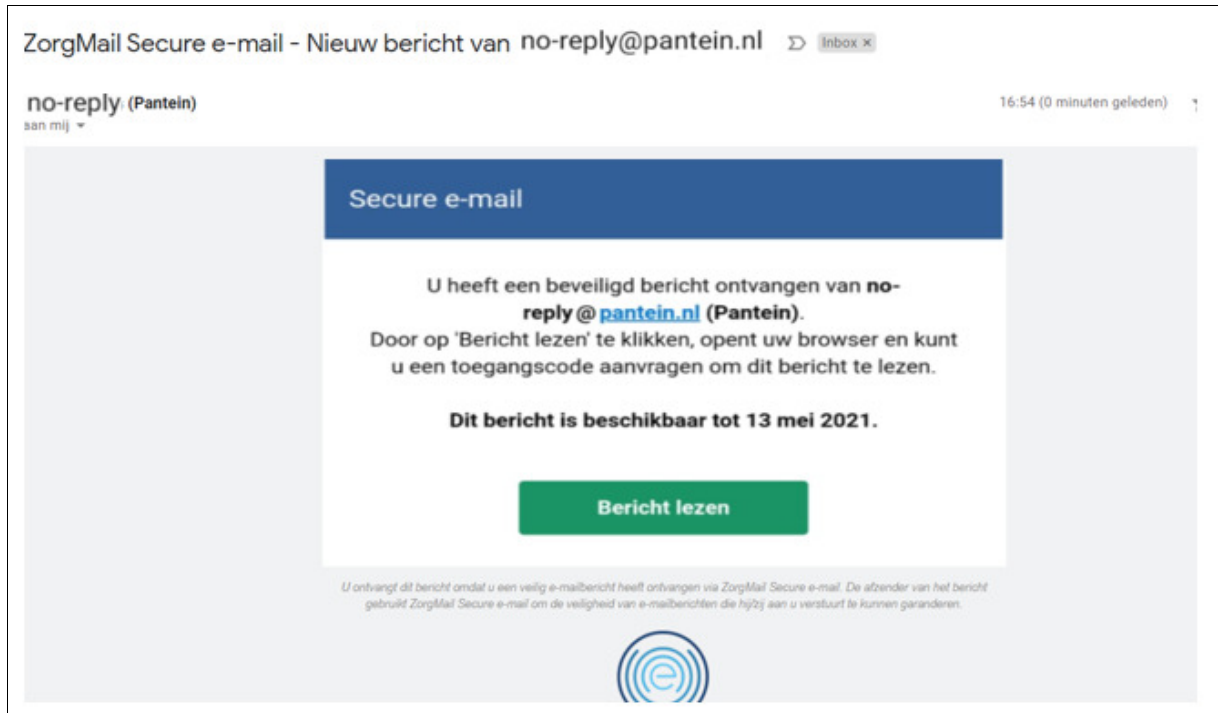 ZorgMail Secure e-mail - Nieuw bericht van no-reply@pantein.nl Inbox ×
no-reply (Pantein) 16:54 (0 minuten geleden)
aan mij
Secure e-mail
U heeft een beveiligd bericht ontvangen van no-
reply@pantein.nl (Pantein).
Door op 'Bericht lezen' te klikken, opent uw browser en kunt
u een toegangscode aanvragen om dit bericht te lezen.
Dit bericht is beschikbaar tot 13 mei 2021.
Bericht lezen
U ontvangt dit bericht omdat u een veilig e-mailbericht heeft ontvangen via ZorgMail Secure e-mail. De afzender van het bericht
gebruikt ZorgMail Secure e-mail om de veiligheid van e-mailberichten die hij/zij aan u verstuurt te kunnen garanderen.
e